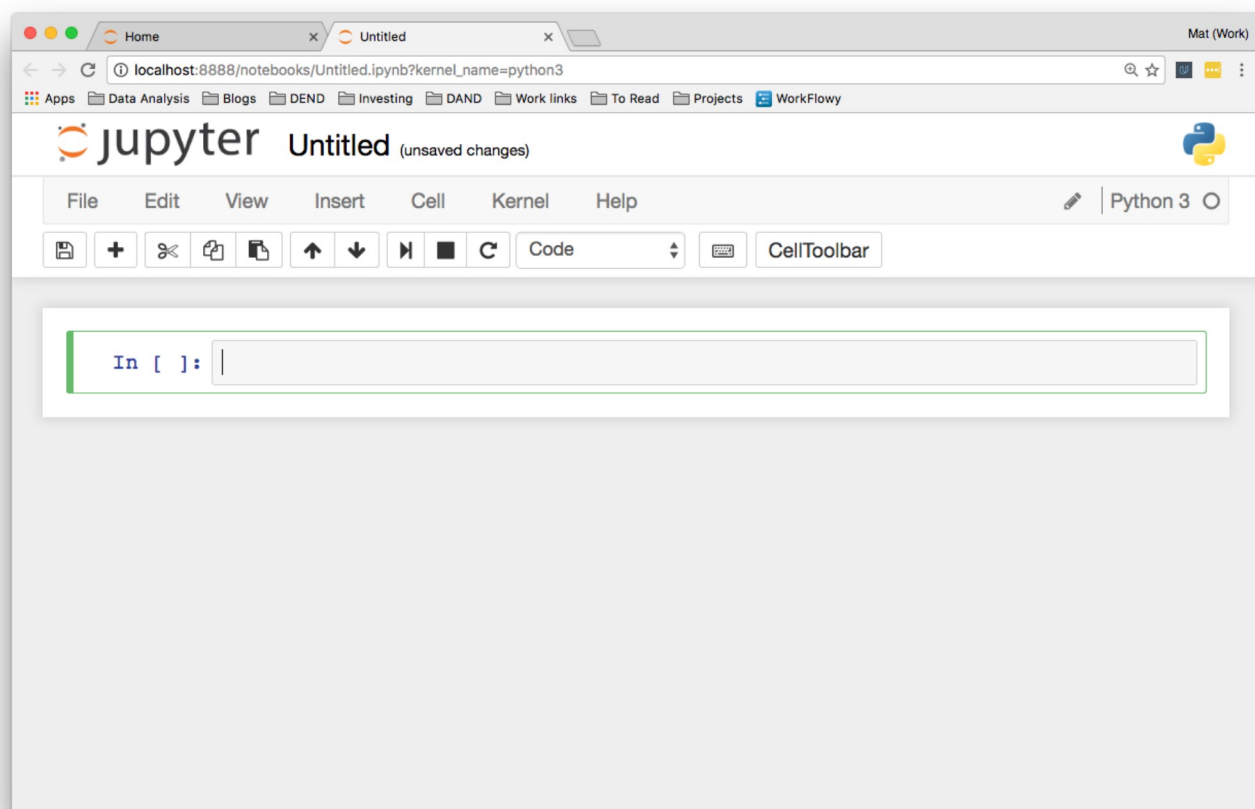 Home Untitled Mat (Work)
localhost:8888/notebooks/Untitled.ipynb?kernel_name=python3
Apps Data Analysis Blogs DEND Investing DAND Work links To Read Projects WorkFlowy
jupyter Untitled (unsaved changes)
File Edit View Insert Cell Kernel Help Python 3
Code CellToolbar
In [ ]: